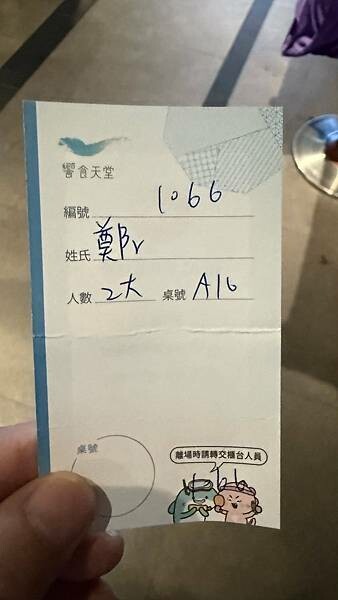 饗食天堂
編號 1066
姓氏 鄭r
人數 2大 桌號 A16
桌號
離場時請轉交櫃台人員